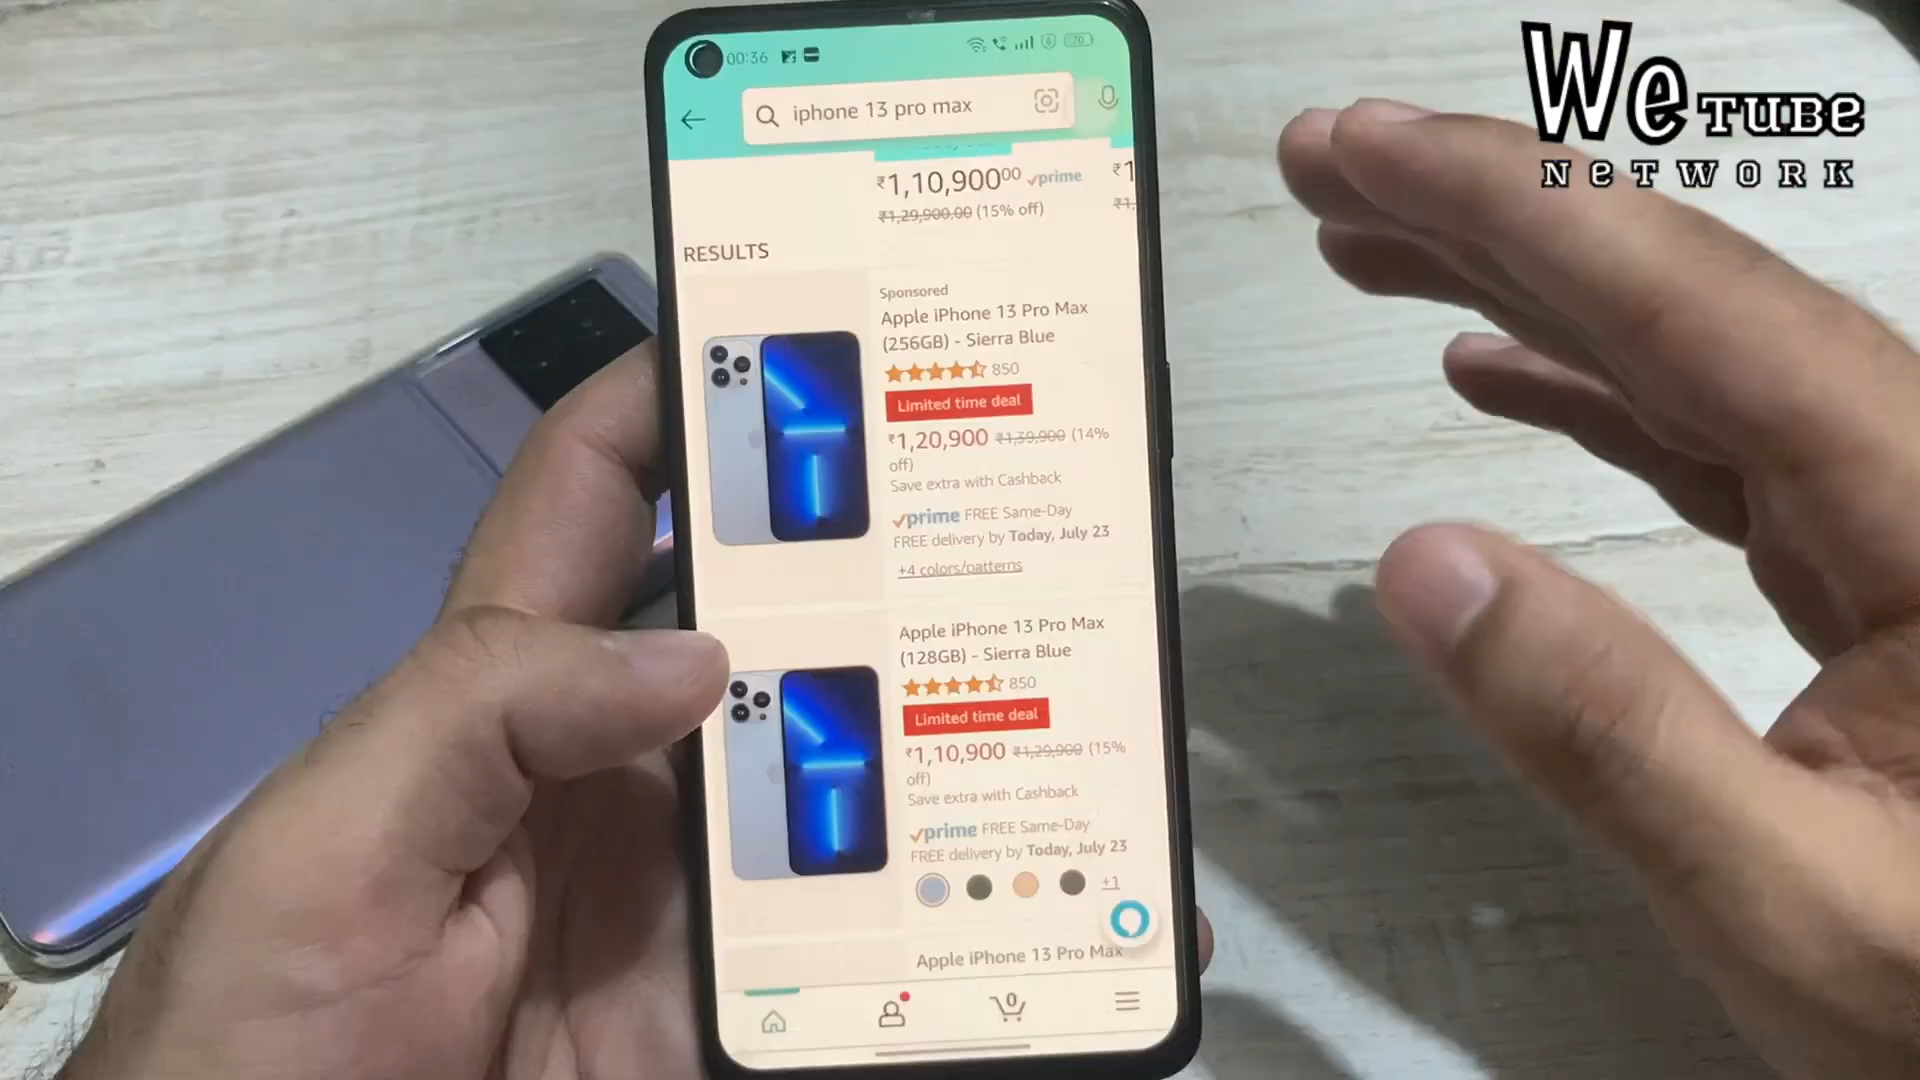 We TUBE
NETWORK
00:36
70
iphone 13 pro max
₹1,10,900⁰⁰ prime
₹1,29,900.00 (15% off)
₹1
₹1,
RESULTS
Sponsored
Apple iPhone 13 Pro Max
(256GB) - Sierra Blue
850
Limited time deal
₹1,20,900 ₹1,39,900 (14%
off)
Save extra with Cashback
prime FREE Same-Day
FREE delivery by Today, July 23
+4 colors/patterns
Apple iPhone 13 Pro Max
(128GB) - Sierra Blue
850
Limited time deal
₹1,10,900 ₹1,29,900 (15%
off)
Save extra with Cashback
prime FREE Same-Day
FREE delivery by Today, July 23
+1
Apple iPhone 13 Pro Max
0